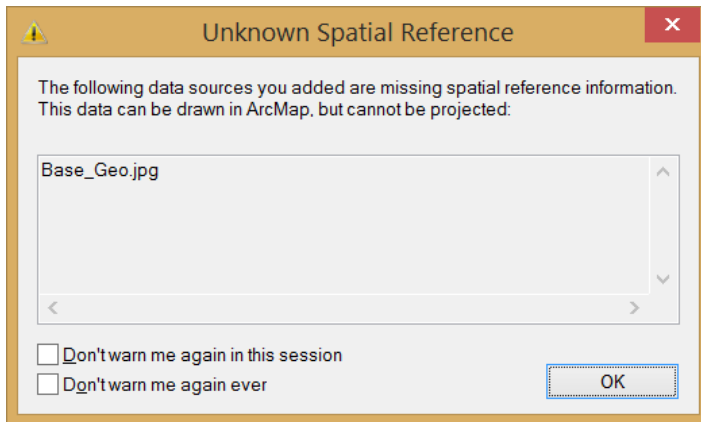 Unknown Spatial Reference
The following data sources you added are missing spatial reference information.
This data can be drawn in ArcMap, but cannot be projected:
Base_Geo.jpg
Don't warn me again in this session
Don't warn me again ever
OK